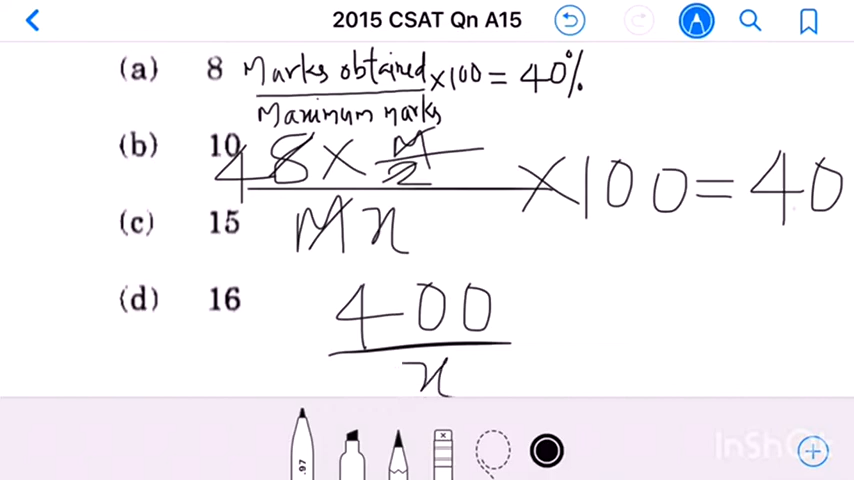 2015 CSAT Qn A15
(a) 8 Marks obtained ×100 = 40%
Maximum marks
(b) 10
48 × M/2 ×100 = 40
Mx
(c) 15
(d) 16
400
x
.97
InShOt